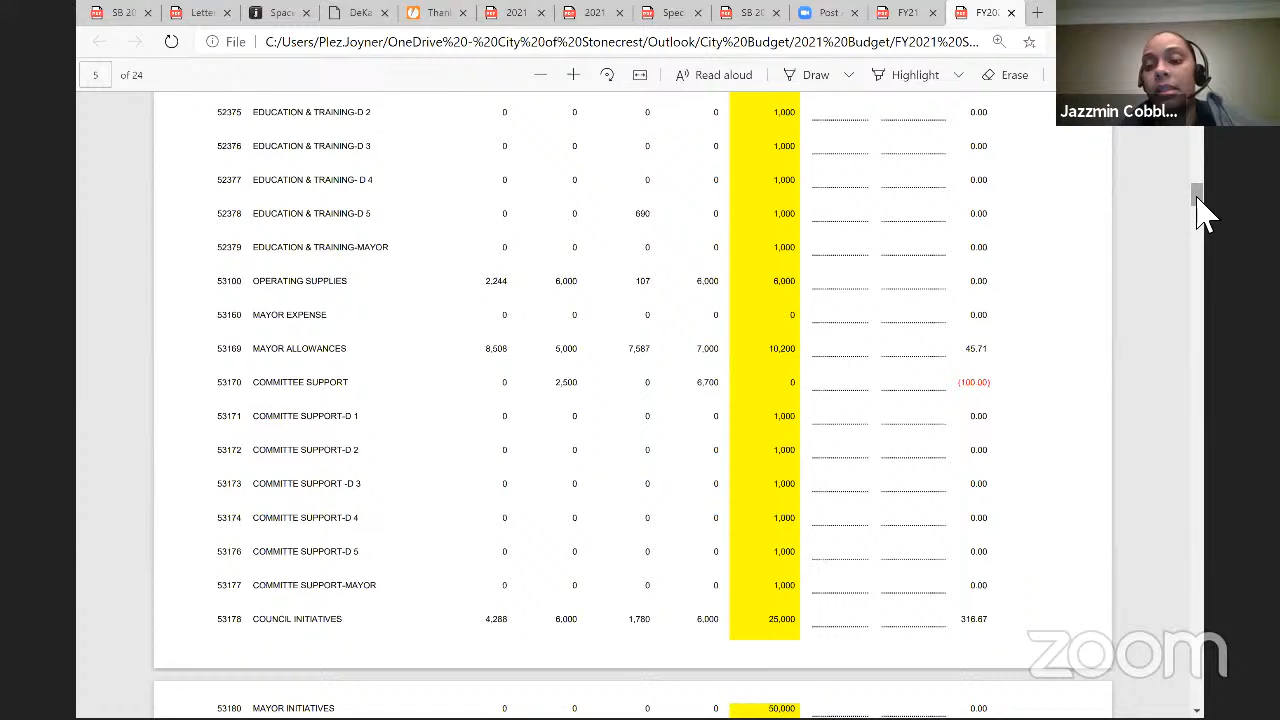 SB 20 Lette Spec C:/Us Thei FY20 2021 Spec SB 2 Post - FY21 FY20
File C:/Users/Plez.Joyner/OneDrive%20-%20City%20of%20Stonecrest/Outlook/City%20Budget/2021%20Budget/FY2021%20S...
5 of 24 Read aloud Draw Highlight Erase
Jazzmin Cobbl...
52375 EDUCATION & TRAINING-D 2 0 0 0 0 1,000 0.00
52376 EDUCATION & TRAINING-D 3 0 0 0 0 1,000 0.00
52377 EDUCATION & TRAINING- D 4 0 0 0 0 1,000 0.00
52378 EDUCATION & TRAINING-D 5 0 0 690 0 1,000 0.00
52379 EDUCATION & TRAINING-MAYOR 0 0 0 0 1,000 0.00
53100 OPERATING SUPPLIES 2,244 6,000 107 6,000 6,000 0.00
53160 MAYOR EXPENSE 0 0 0 0 0 0.00
53169 MAYOR ALLOWANCES 8,508 5,000 7,587 7,000 10,200 45.71
53170 COMMITTEE SUPPORT 0 2,500 0 6,700 0 (100.00)
53171 COMMITTE SUPPORT-D 1 0 0 0 0 1,000 0.00
53172 COMMITTE SUPPORT-D 2 0 0 0 0 1,000 0.00
53173 COMMITTE SUPPORT -D 3 0 0 0 0 1,000 0.00
53174 COMMITTE SUPPORT-D 4 0 0 0 0 1,000 0.00
53176 COMMITTE SUPPORT-D 5 0 0 0 0 1,000 0.00
53177 COMMITTE SUPPORT-MAYOR 0 0 0 0 1,000 0.00
53178 COUNCIL INITIATIVES 4,288 6,000 1,780 6,000 25,000 316.67
zoom
53180 MAYOR INITIATIVES 0 0 0 0 50,000 0.00